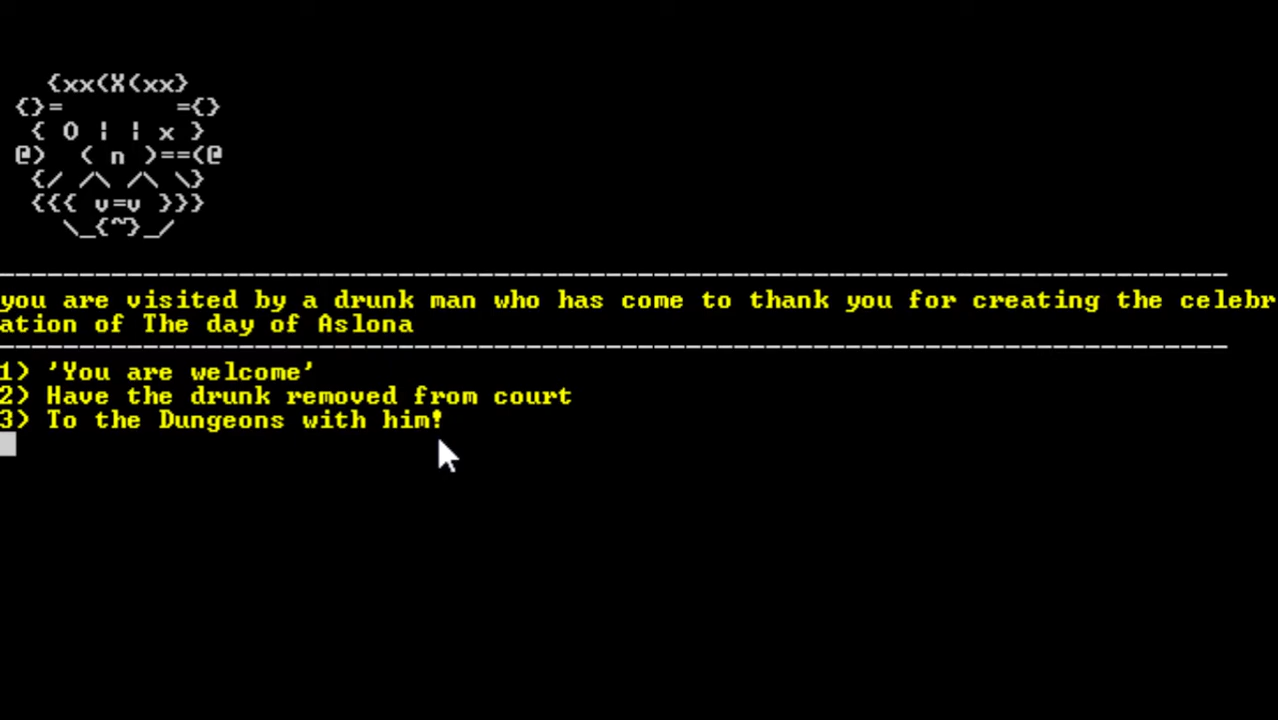 {xx(X(xx}
{}=       ={}
{ O | | x }
@)  ( n )==(@
{/ /\ /\ \}
{{{ v=v }}}
\_{~}_/
-----------------------------------------------------------------------------
you are visited by a drunk man who has come to thank you for creating the celebr
ation of The day of Aslona
-----------------------------------------------------------------------------
1) 'You are welcome'
2) Have the drunk removed from court
3) To the Dungeons with him!